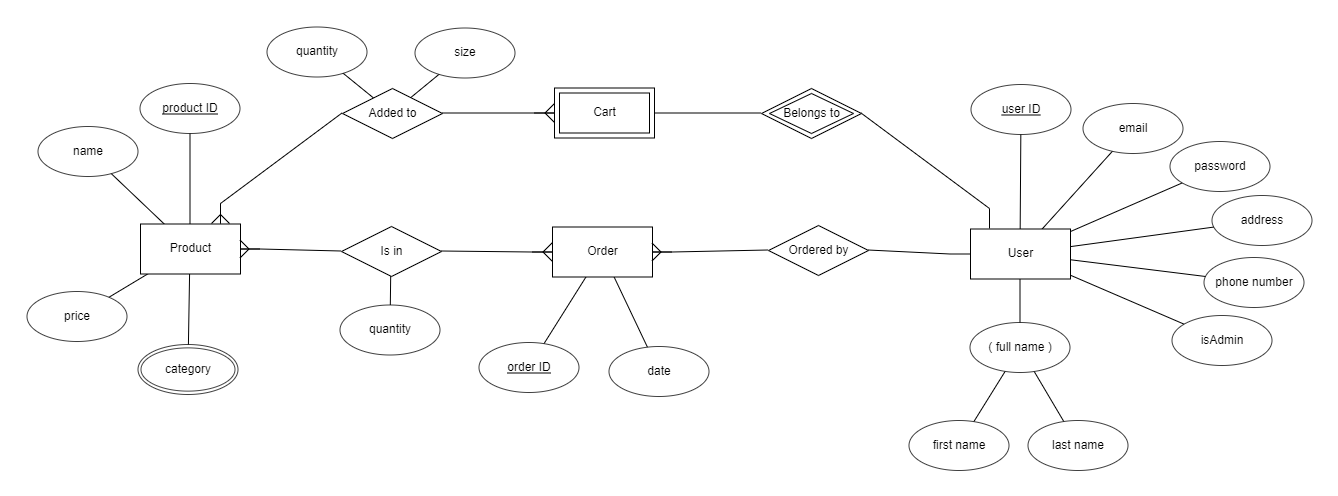 quantity
size
product ID
Added to
Cart
Belongs to
user ID
email
name
password
address
Product
Is in
Order
Ordered by
User
phone number
price
quantity
isAdmin
( full name )
category
order ID
date
first name
last name